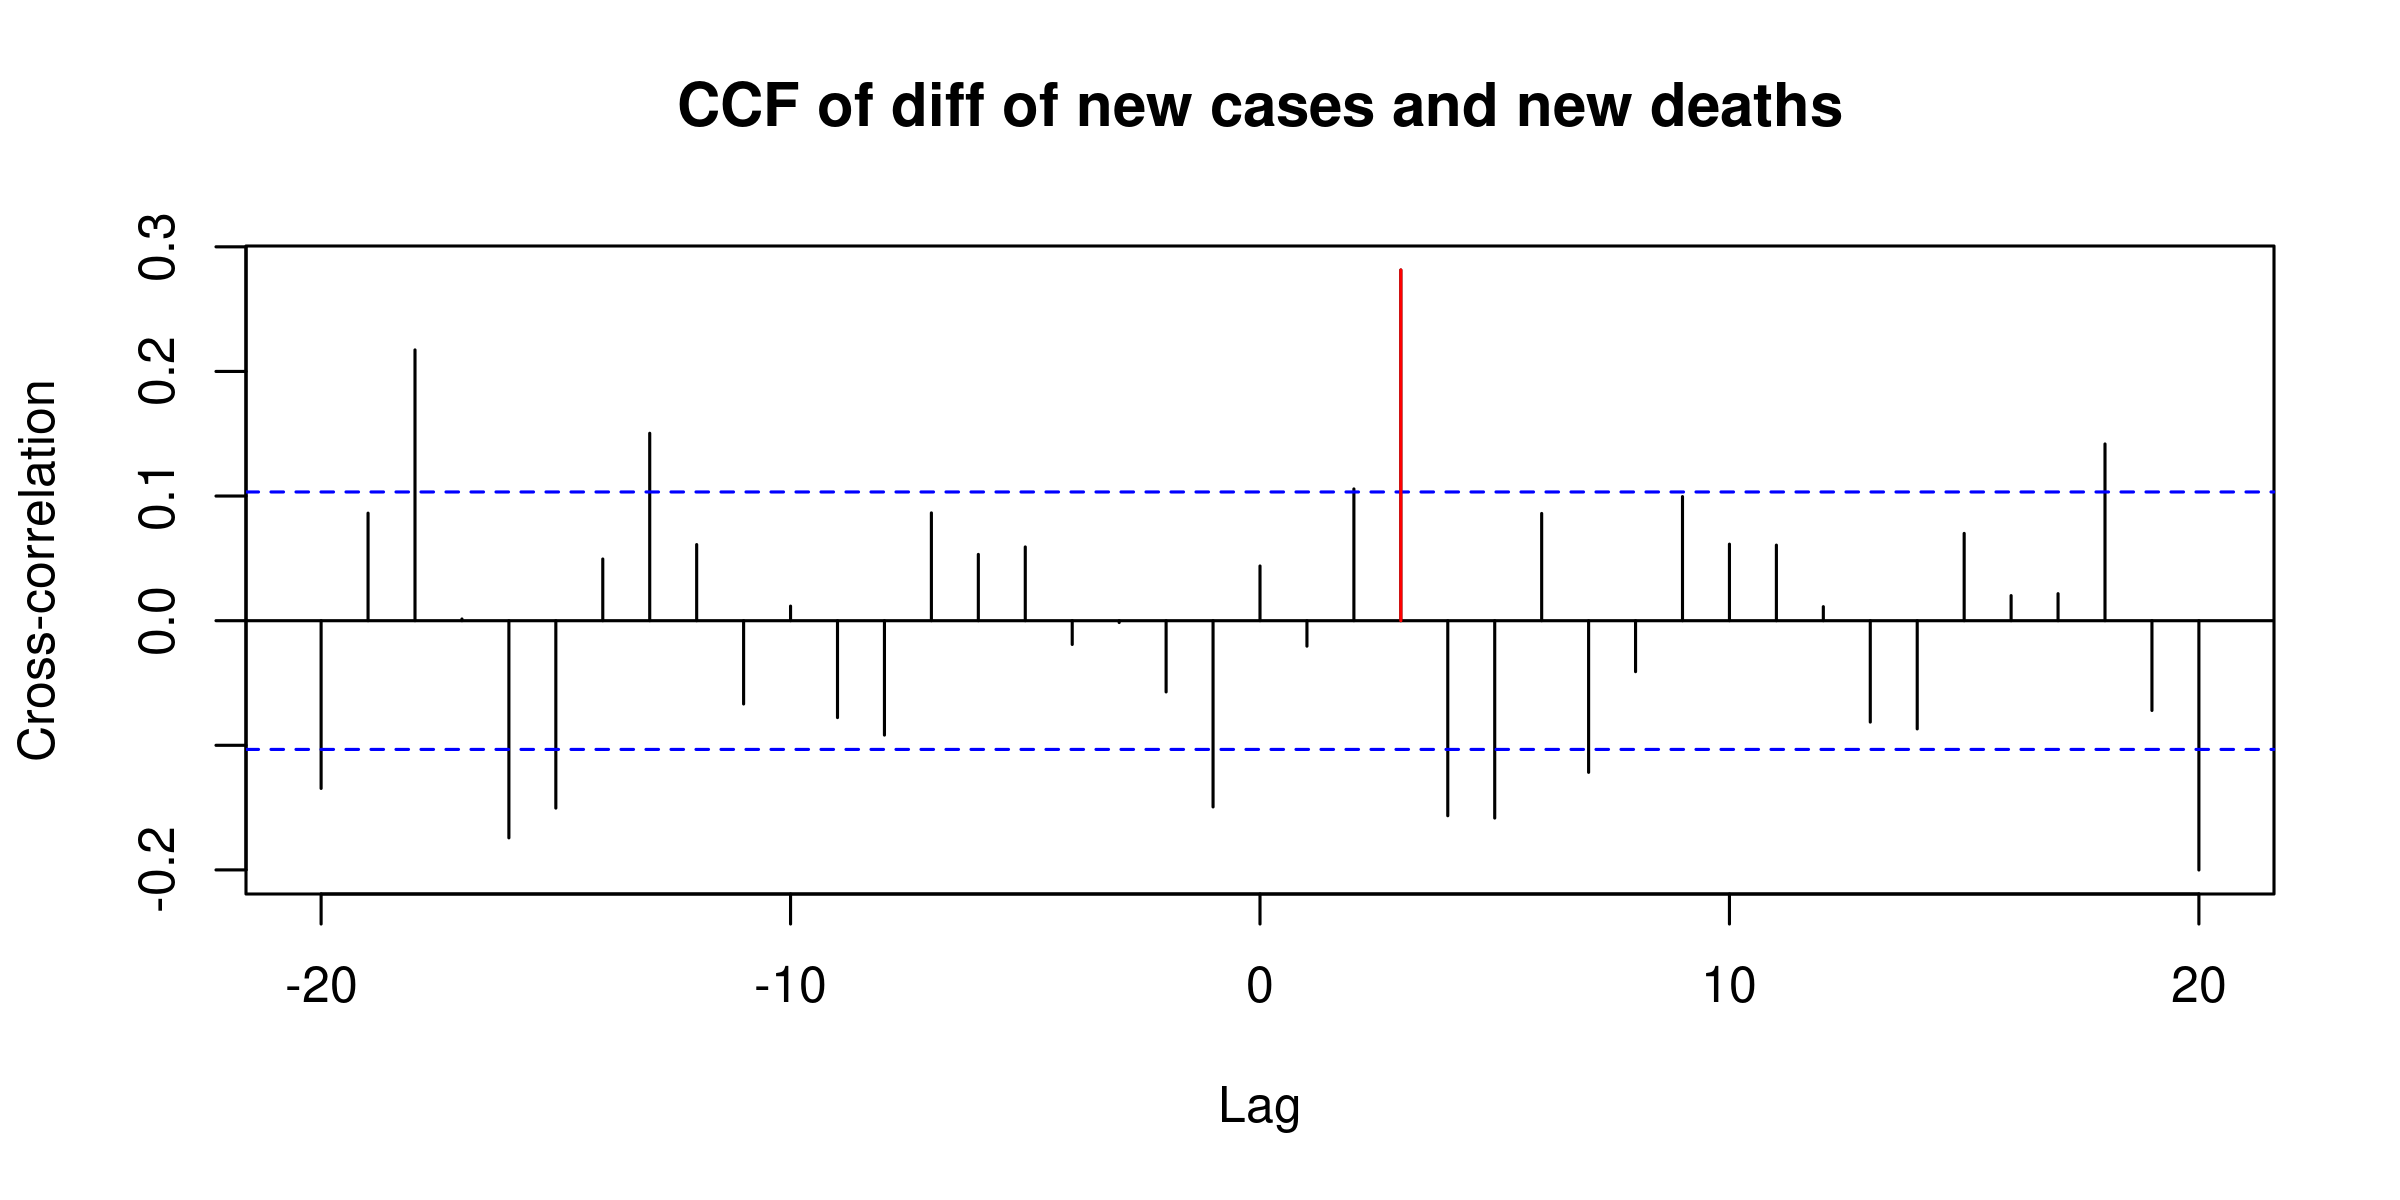 CCF of diff of new cases and new deaths
Cross-correlation
0.3
0.2
0.1
0.0
-0.2
-20 -10 0 10 20
Lag